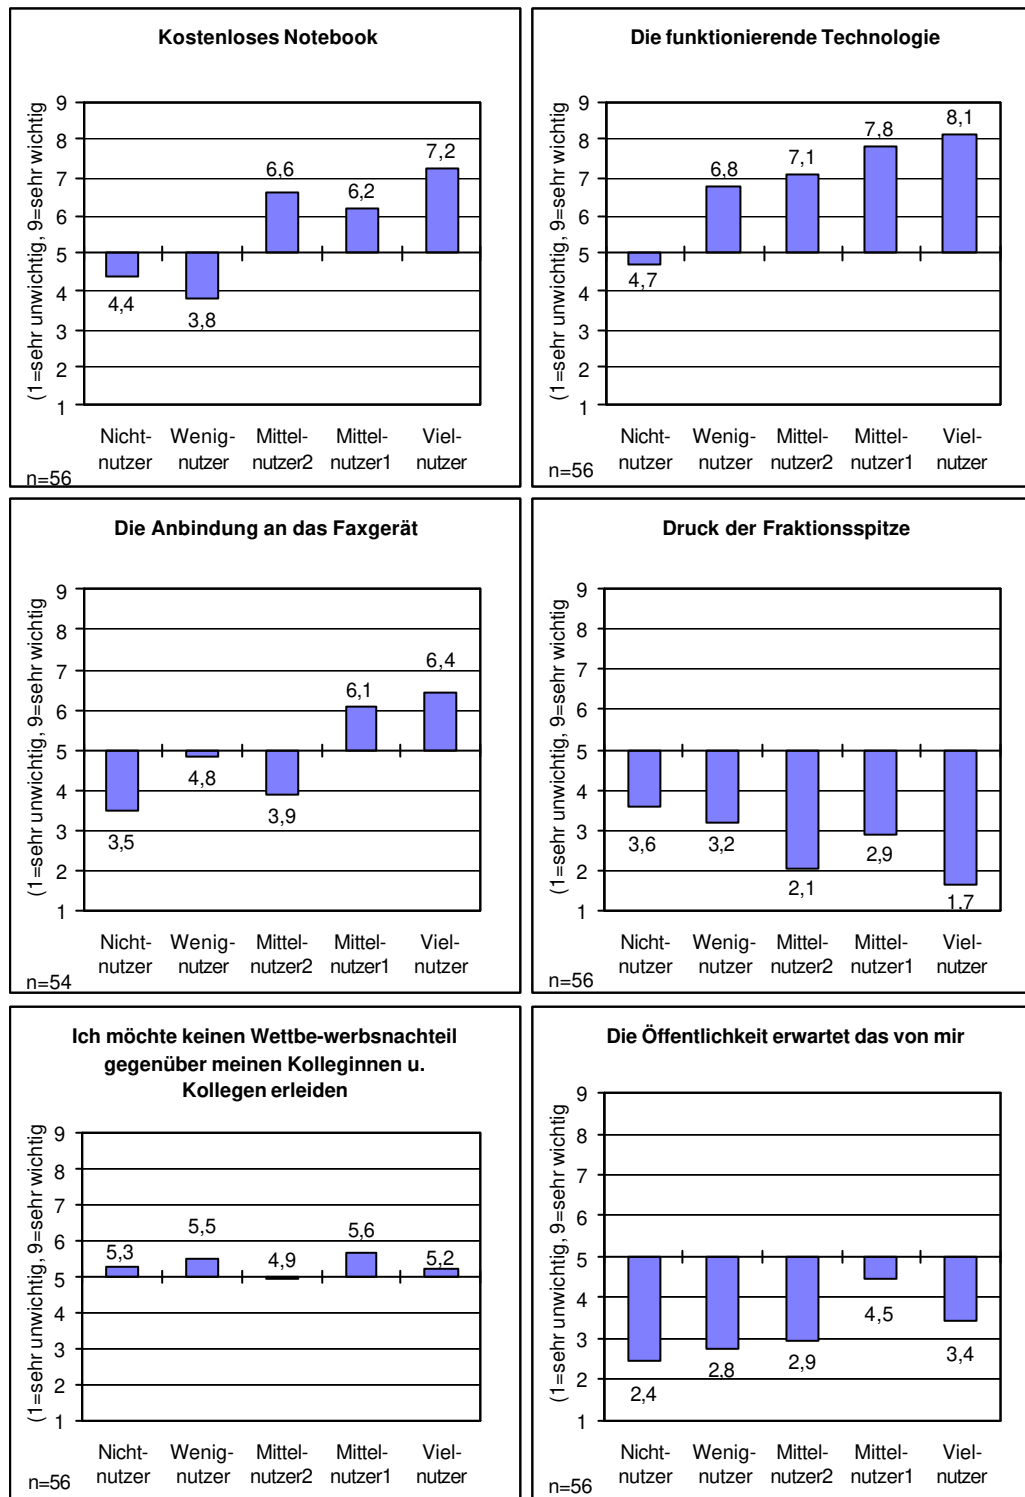 Kostenloses Notebook
(1=sehr unwichtig, 9=sehr wichtig
9
8
7
6
5
4
3
2
1
4,4
3,8
6,6
6,2
7,2
Nicht- Wenig- Mittel- Mittel- Viel-
nutzer nutzer nutzer2 nutzer1 nutzer
n=56
Die funktionierende Technologie
(1=sehr unwichtig, 9=sehr wichtig
9
8
7
6
5
4
3
2
1
4,7
6,8
7,1
7,8
8,1
Nicht- Wenig- Mittel- Mittel- Viel-
nutzer nutzer nutzer2 nutzer1 nutzer
n=56
Die Anbindung an das Faxgerät
(1=sehr unwichtig, 9=sehr wichtig
9
8
7
6
5
4
3
2
1
3,5
4,8
3,9
6,1
6,4
Nicht- Wenig- Mittel- Mittel- Viel-
nutzer nutzer nutzer2 nutzer1 nutzer
n=54
Druck der Fraktionsspitze
(1=sehr unwichtig, 9=sehr wichtig
9
8
7
6
5
4
3
2
1
3,6
3,2
2,1
2,9
1,7
Nicht- Wenig- Mittel- Mittel- Viel-
nutzer nutzer nutzer2 nutzer1 nutzer
n=56
Ich möchte keinen Wettbe-werbsnachteil
gegenüber meinen Kolleginnen u.
Kollegen erleiden
(1=sehr unwichtig, 9=sehr wichtig
9
8
7
6
5
4
3
2
1
5,3
5,5
4,9
5,6
5,2
Nicht- Wenig- Mittel- Mittel- Viel-
nutzer nutzer nutzer2 nutzer1 nutzer
n=56
Die Öffentlichkeit erwartet das von mir
(1=sehr unwichtig, 9=sehr wichtig
9
8
7
6
5
4
3
2
1
2,4
2,8
2,9
4,5
3,4
Nicht- Wenig- Mittel- Mittel- Viel-
nutzer nutzer nutzer2 nutzer1 nutzer
n=56